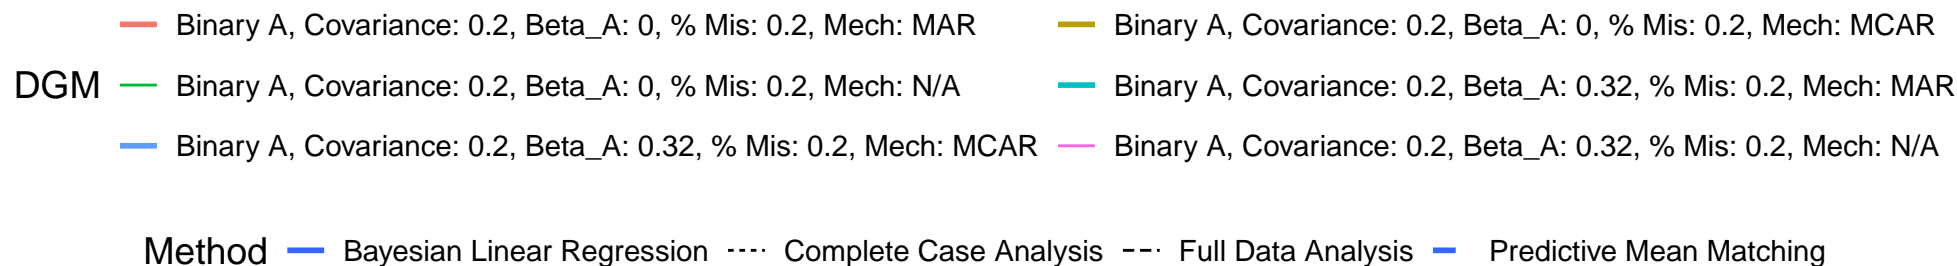 Binary A, Covariance: 0.2, Beta_A: 0, % Mis: 0.2, Mech: MAR Binary A, Covariance: 0.2, Beta_A: 0, % Mis: 0.2, Mech: MCAR
DGM Binary A, Covariance: 0.2, Beta_A: 0, % Mis: 0.2, Mech: N/A Binary A, Covariance: 0.2, Beta_A: 0.32, % Mis: 0.2, Mech: MAR
Binary A, Covariance: 0.2, Beta_A: 0.32, % Mis: 0.2, Mech: MCAR Binary A, Covariance: 0.2, Beta_A: 0.32, % Mis: 0.2, Mech: N/A
Method Bayesian Linear Regression Complete Case Analysis Full Data Analysis Predictive Mean Matching